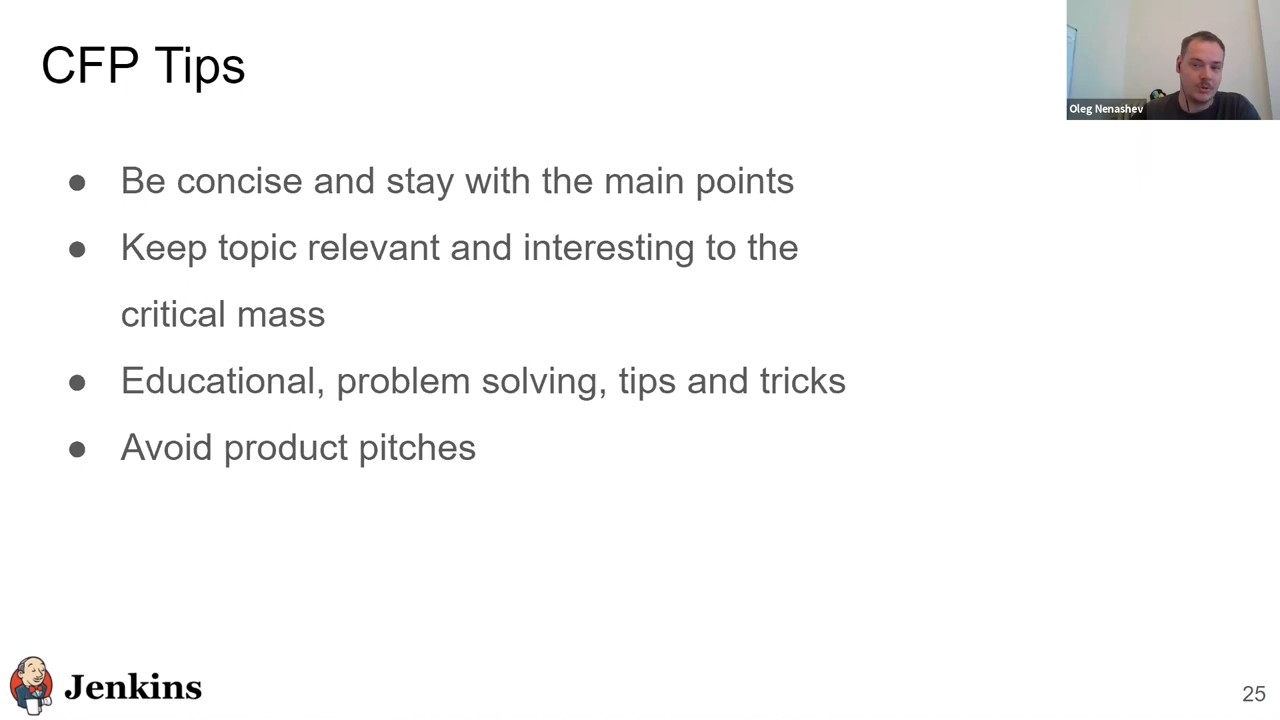 CFP Tips
Oleg Nenashev
● Be concise and stay with the main points
● Keep topic relevant and interesting to the
critical mass
● Educational, problem solving, tips and tricks
● Avoid product pitches
Jenkins
25